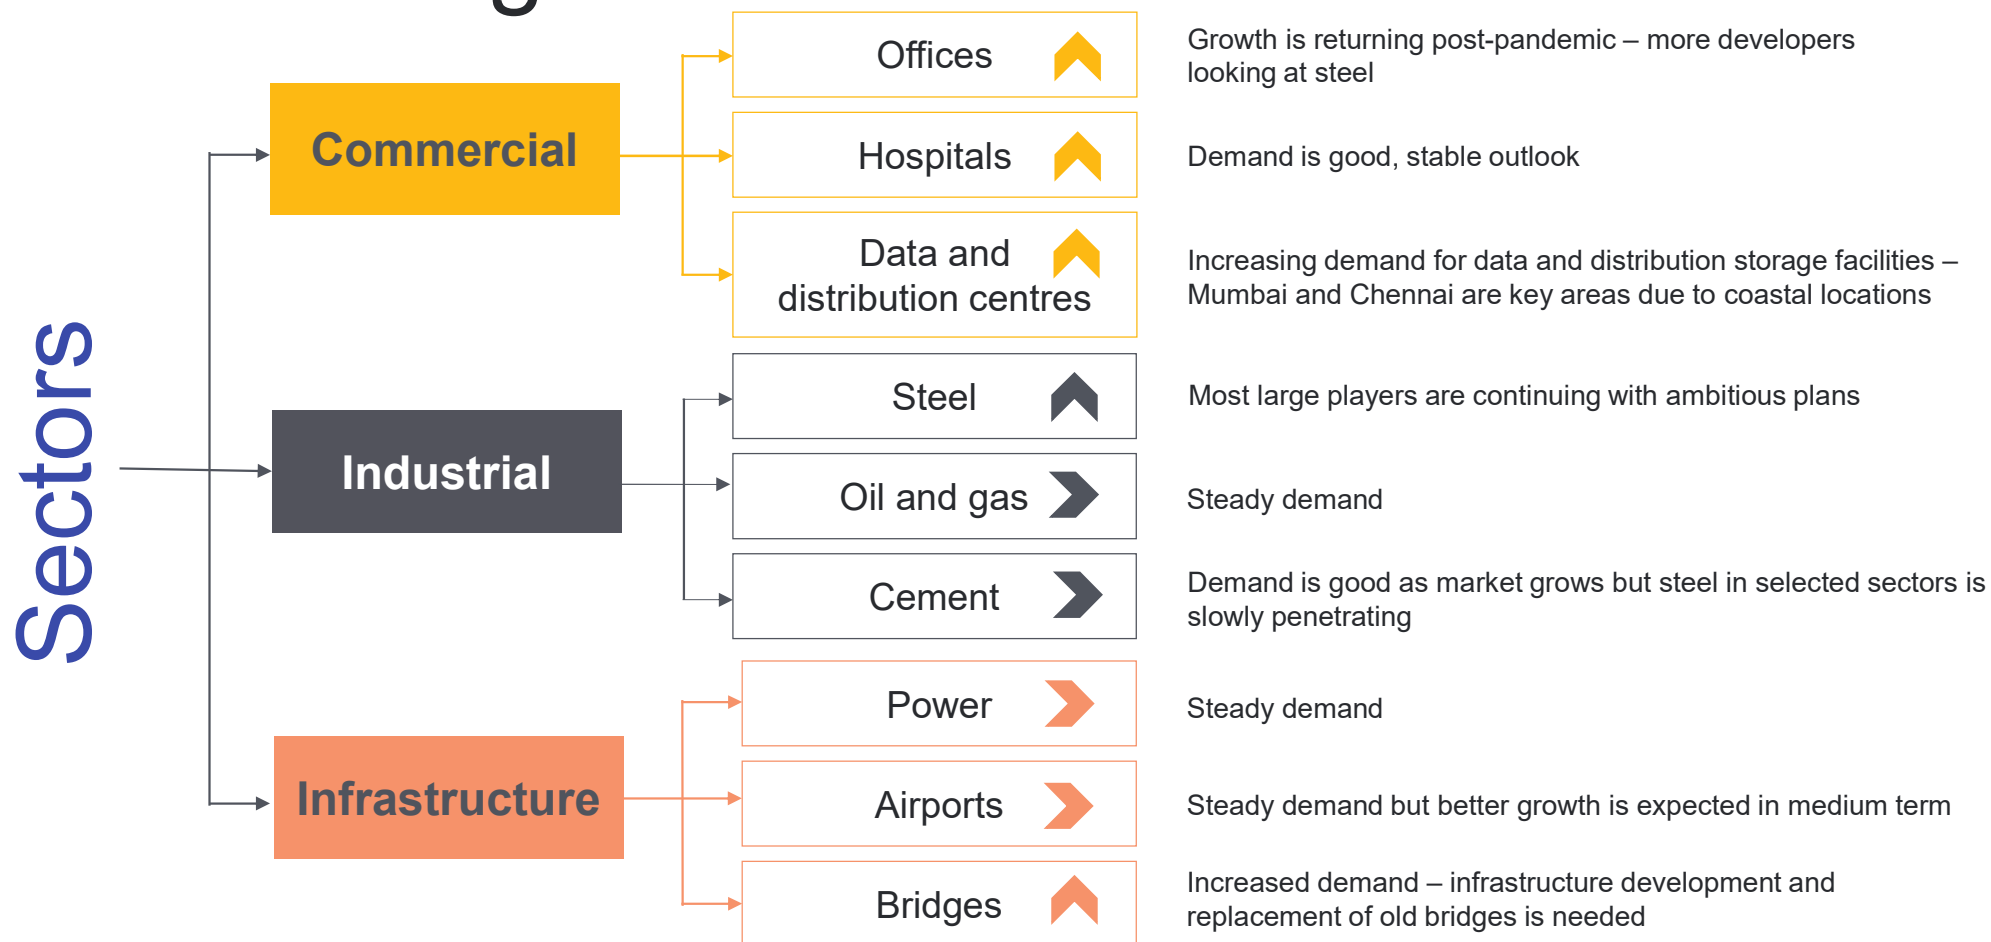 Sectors
Commercial
Offices
Growth is returning post-pandemic – more developers
looking at steel
Hospitals
Demand is good, stable outlook
Data and
distribution centres
Increasing demand for data and distribution storage facilities –
Mumbai and Chennai are key areas due to coastal locations
Industrial
Steel
Most large players are continuing with ambitious plans
Oil and gas
Steady demand
Cement
Demand is good as market grows but steel in selected sectors is
slowly penetrating
Infrastructure
Power
Steady demand
Airports
Steady demand but better growth is expected in medium term
Bridges
Increased demand – infrastructure development and
replacement of old bridges is needed